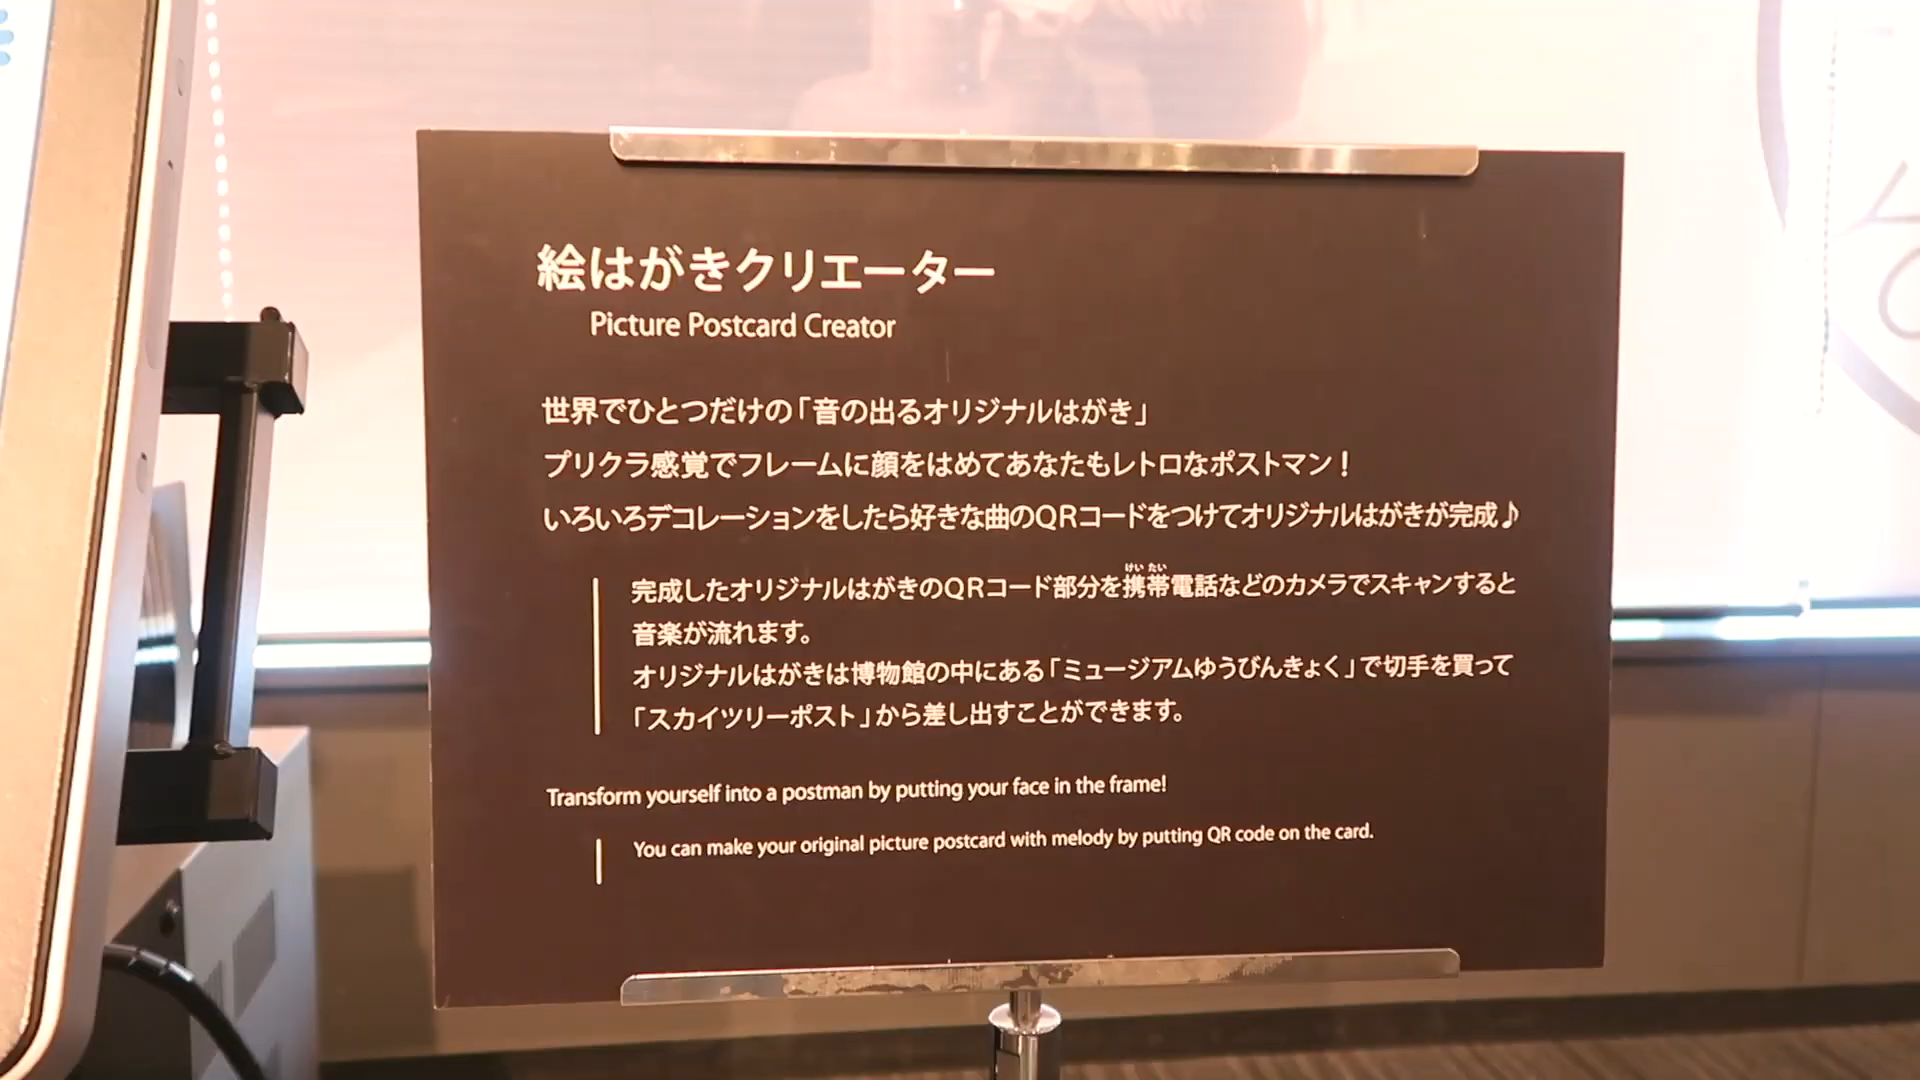 絵はがきクリエーター
Picture Postcard Creator
世界でひとつだけの「音の出るオリジナルはがき」
プリクラ感覚でフレームに顔をはめてあなたもレトロなポストマン！
いろいろデコレーションをしたら好きな曲のQRコードをつけてオリジナルはがきが完成♪
完成したオリジナルはがきのQRコード部分を携帯電話などのカメラでスキャンすると
けい たい
音楽が流れます。
オリジナルはがきは博物館の中にある「ミュージアムゆうびんきょく」で切手を買って
「スカイツリーポスト」から差し出すことができます。
Transform yourself into a postman by putting your face in the frame!
You can make your original picture postcard with melody by putting QR code on the card.